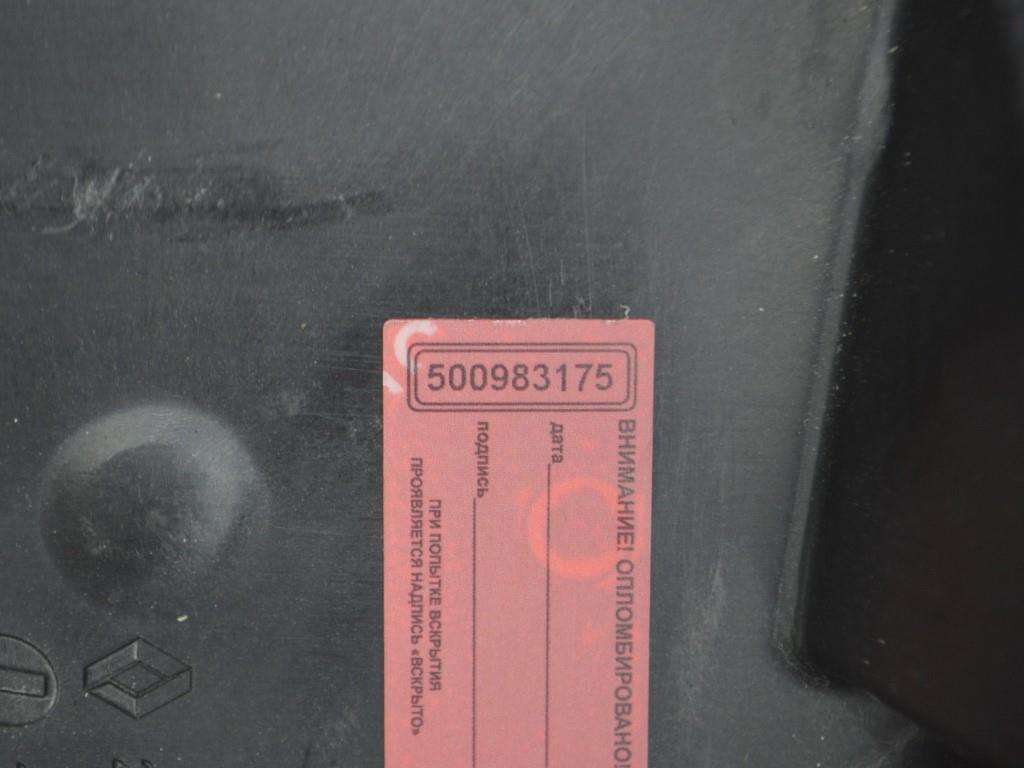 500983175
ВНИМАНИЕ! ОПЛОМБИРОВАНО!
дата
подпись
ПРИ ПОПЫТКЕ ВСКРЫТИЯ
ПРОЯВЛЯЕТСЯ НАДПИСЬ «ВСКРЫТО»